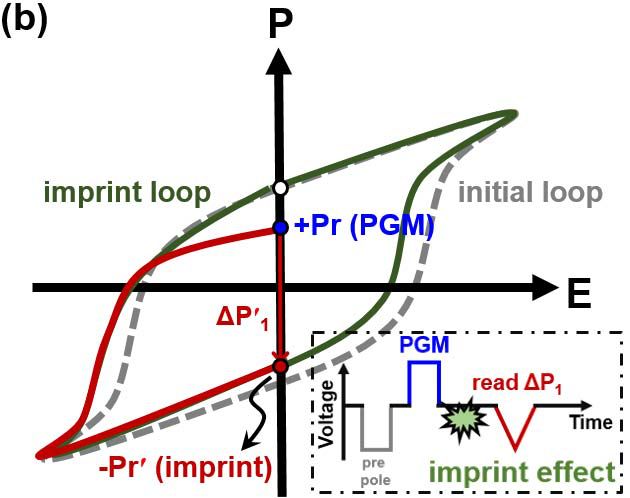 (b)
P
imprint loop
initial loop
+Pr (PGM)
E
ΔP′₁
PGM
read ΔP₁
Voltage
Time
pre
pole
-Pr′ (imprint)
imprint effect